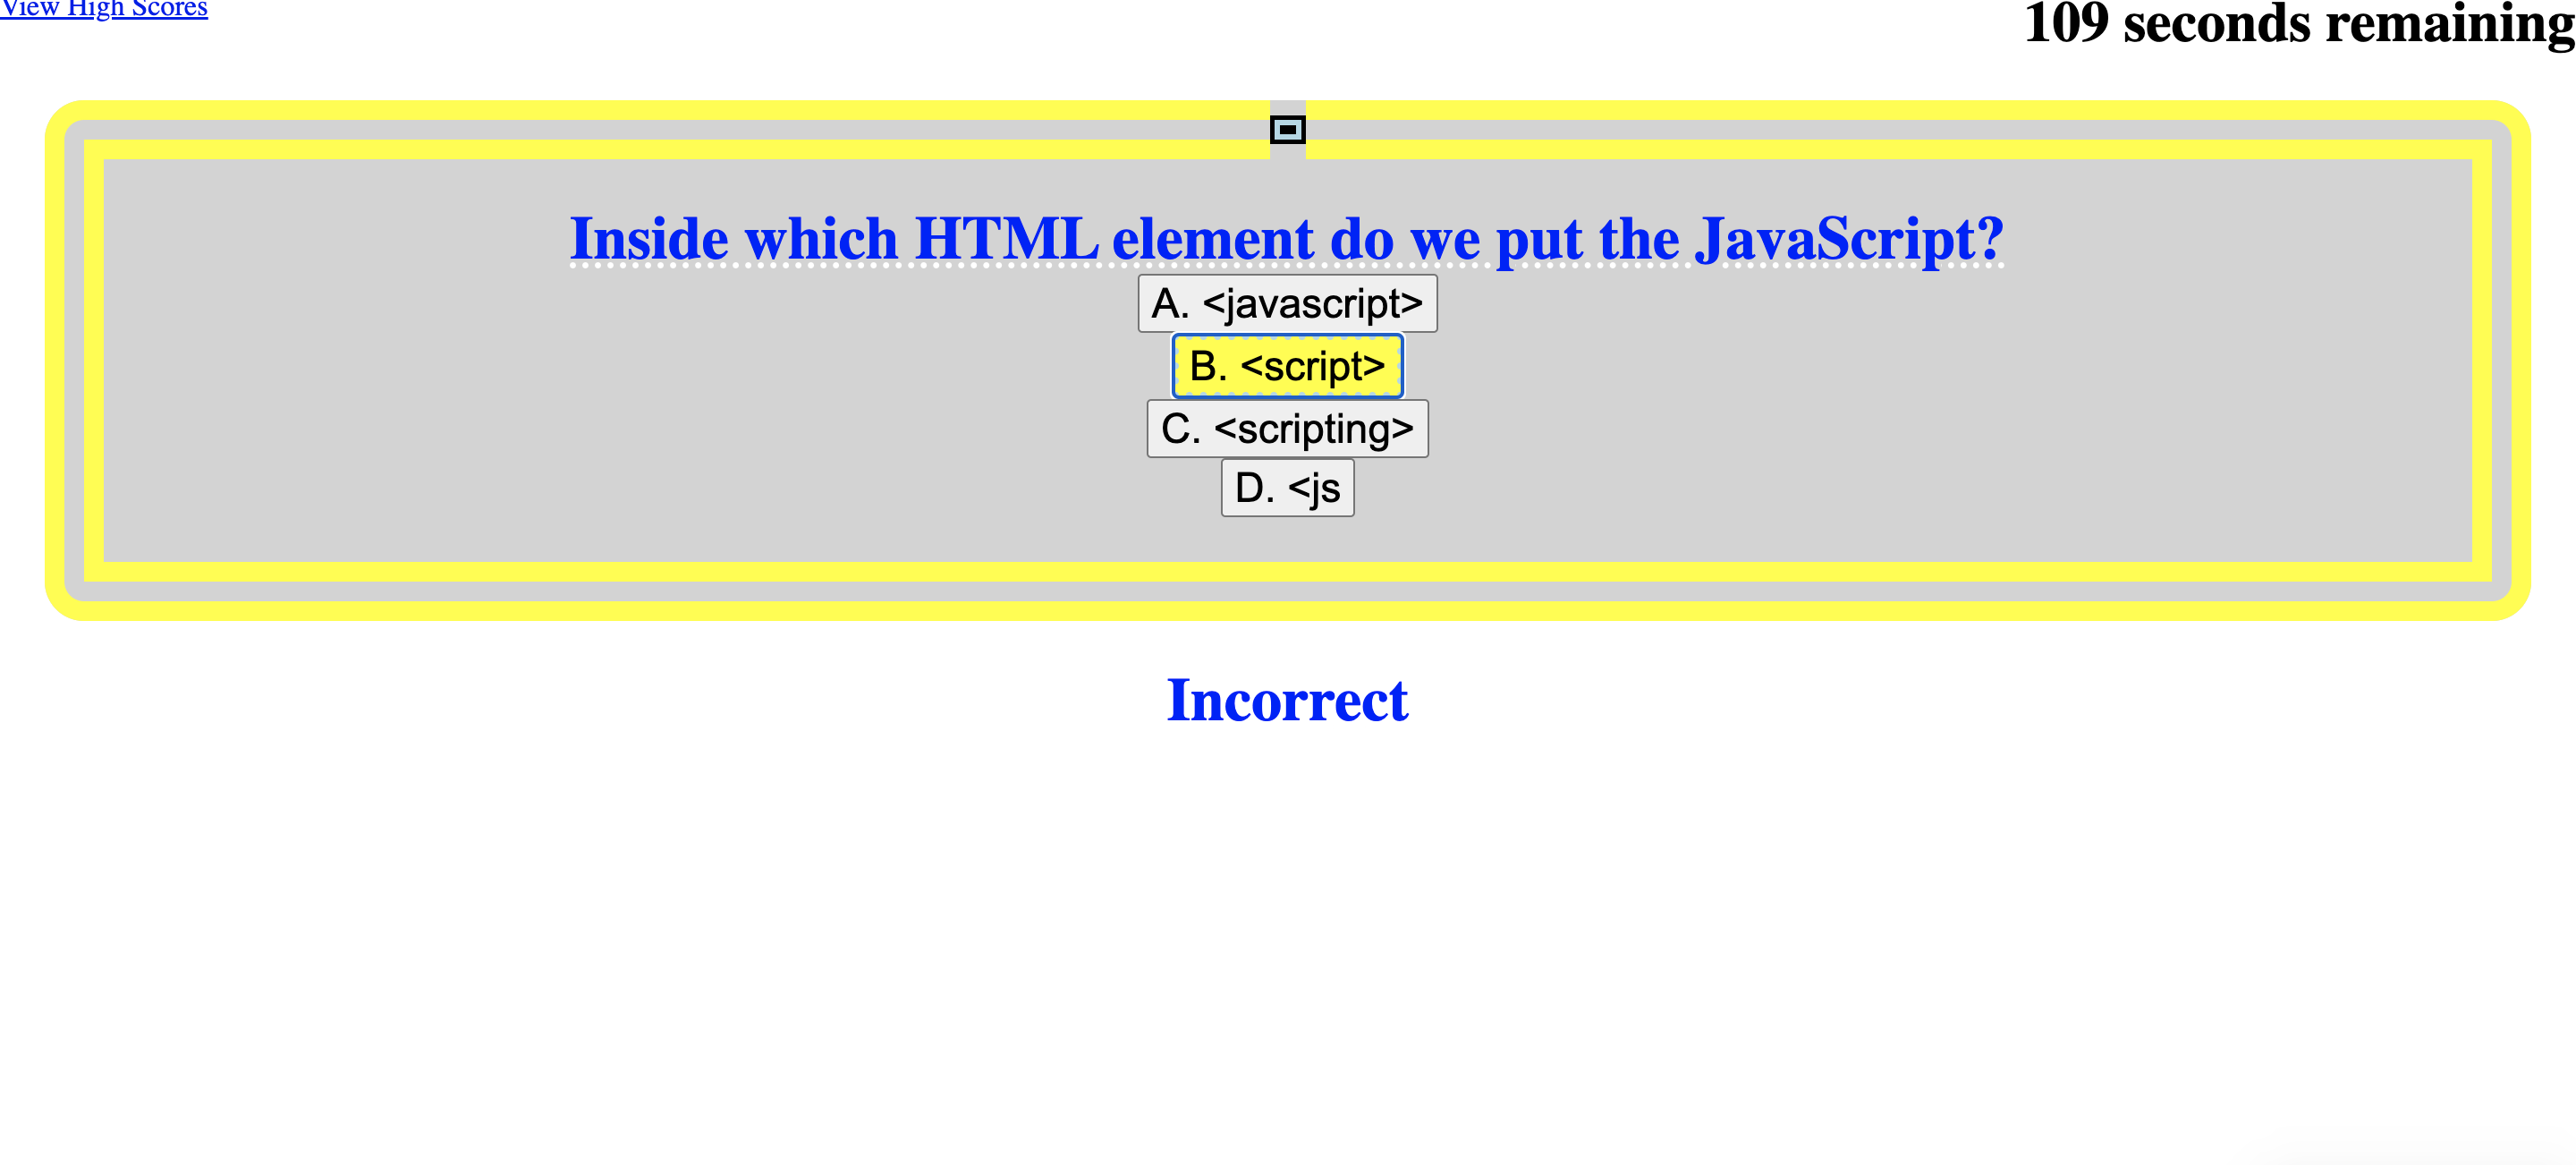 View High Scores
109 seconds remaining
Inside which HTML element do we put the JavaScript?
A. <javascript>
B. <script>
C. <scripting>
D. <js
Incorrect